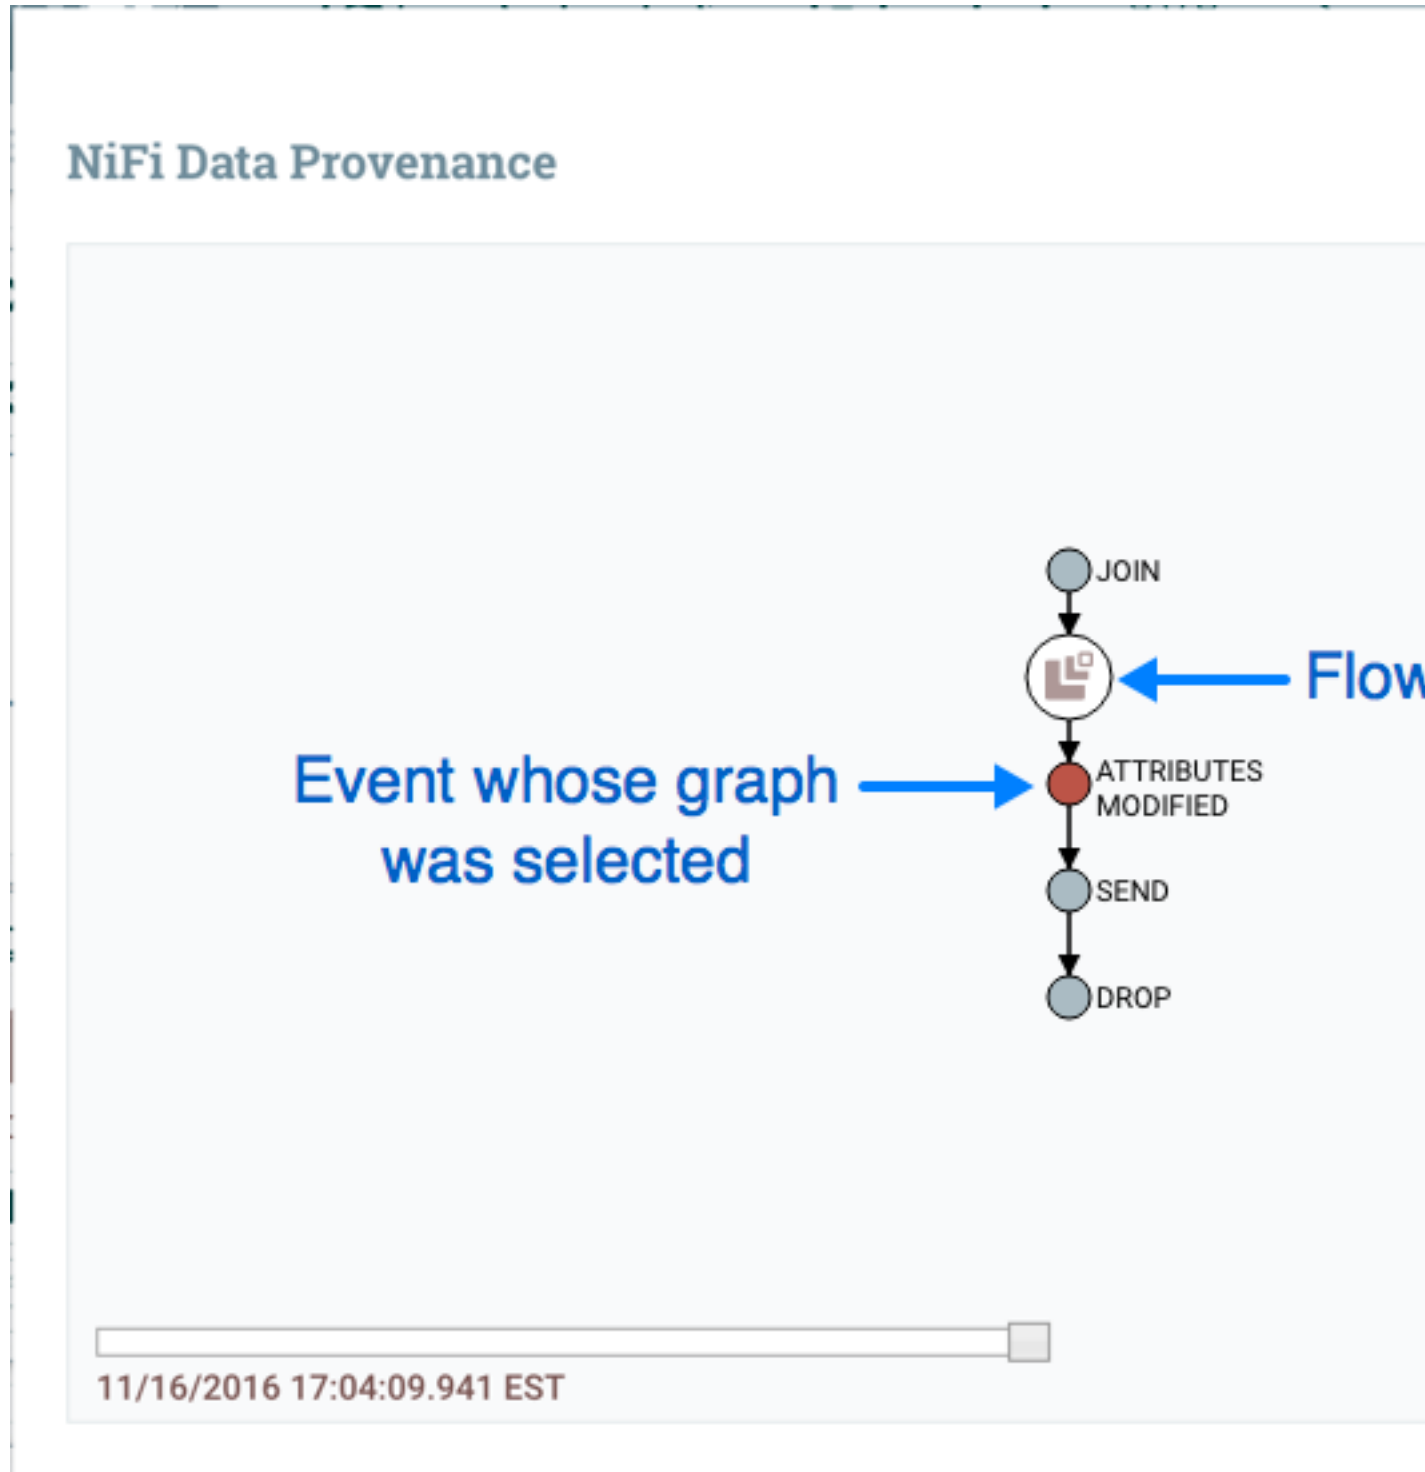 NiFi Data Provenance
JOIN
Flow
Event whose graph
was selected
ATTRIBUTES
MODIFIED
SEND
DROP
11/16/2016 17:04:09.941 EST